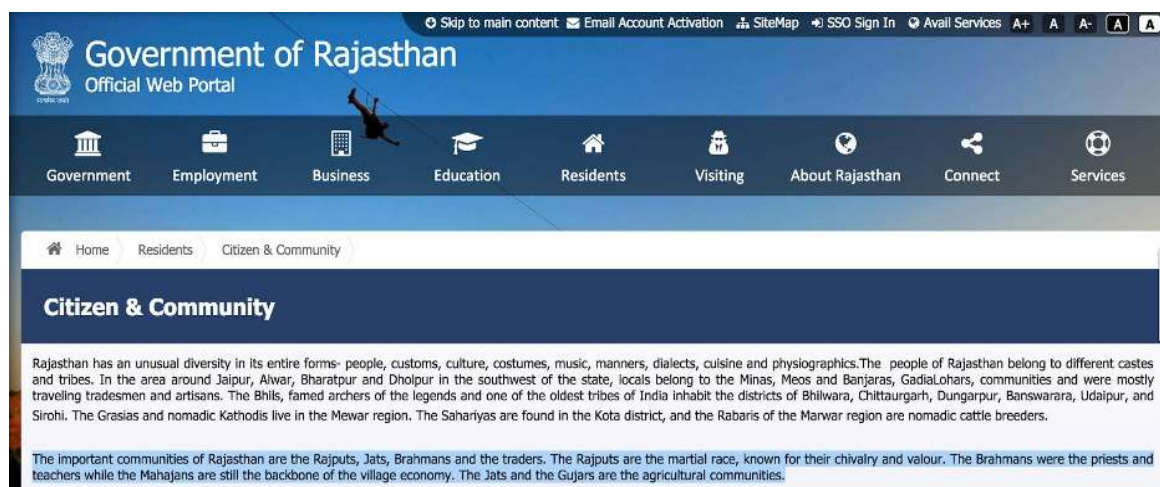 Skip to main content Email Account Activation SiteMap SSO Sign In Avail Services A+ A A- A A
Government of Rajasthan
Official Web Portal
Government Employment Business Education Residents Visiting About Rajasthan Connect Services
Home Residents Citizen & Community
Citizen & Community
Rajasthan has an unusual diversity in its entire forms- people, customs, culture, costumes, music, manners, dialects, cuisine and physiographics.The people of Rajasthan belong to different castes
and tribes. In the area around Jaipur, Alwar, Bharatpur and Dholpur in the southwest of the state, locals belong to the Minas, Meos and Banjaras, GadiaLohars, communities and were mostly
traveling tradesmen and artisans. The Bhils, famed archers of the legends and one of the oldest tribes of India inhabit the districts of Bhilwara, Chittaurgarh, Dungarpur, Banswarara, Udaipur, and
Sirohi. The Grasias and nomadic Kathodis live in the Mewar region. The Sahariyas are found in the Kota district, and the Rabaris of the Marwar region are nomadic cattle breeders.
The important communities of Rajasthan are the Rajputs, Jats, Brahmans and the traders. The Rajputs are the martial race, known for their chivalry and valour. The Brahmans were the priests and
teachers while the Mahajans are still the backbone of the village economy. The Jats and the Gujars are the agricultural communities.